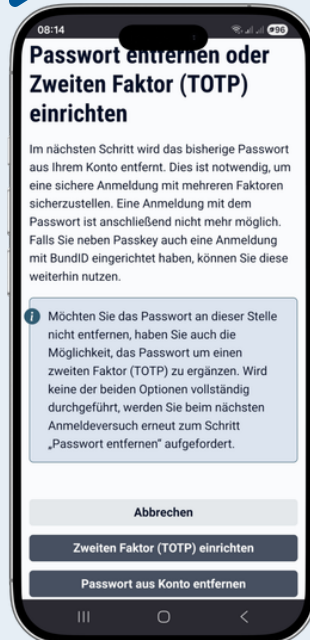 08:14
96
Passwort entfernen oder
Zweiten Faktor (TOTP)
einrichten
Im nächsten Schritt wird das bisherige Passwort
aus Ihrem Konto entfernt. Dies ist notwendig, um
eine sichere Anmeldung mit mehreren Faktoren
sicherzustellen. Eine Anmeldung mit dem
Passwort ist anschließend nicht mehr möglich.
Falls Sie neben Passkey auch eine Anmeldung
mit BundID eingerichtet haben, können Sie diese
weiterhin nutzen.
Möchten Sie das Passwort an dieser Stelle
nicht entfernen, haben Sie auch die
Möglichkeit, das Passwort um einen
zweiten Faktor (TOTP) zu ergänzen. Wird
keine der beiden Optionen vollständig
durchgeführt, werden Sie beim nächsten
Anmeldeversuch erneut zum Schritt
„Passwort entfernen“ aufgefordert.
Abbrechen
Zweiten Faktor (TOTP) einrichten
Passwort aus Konto entfernen